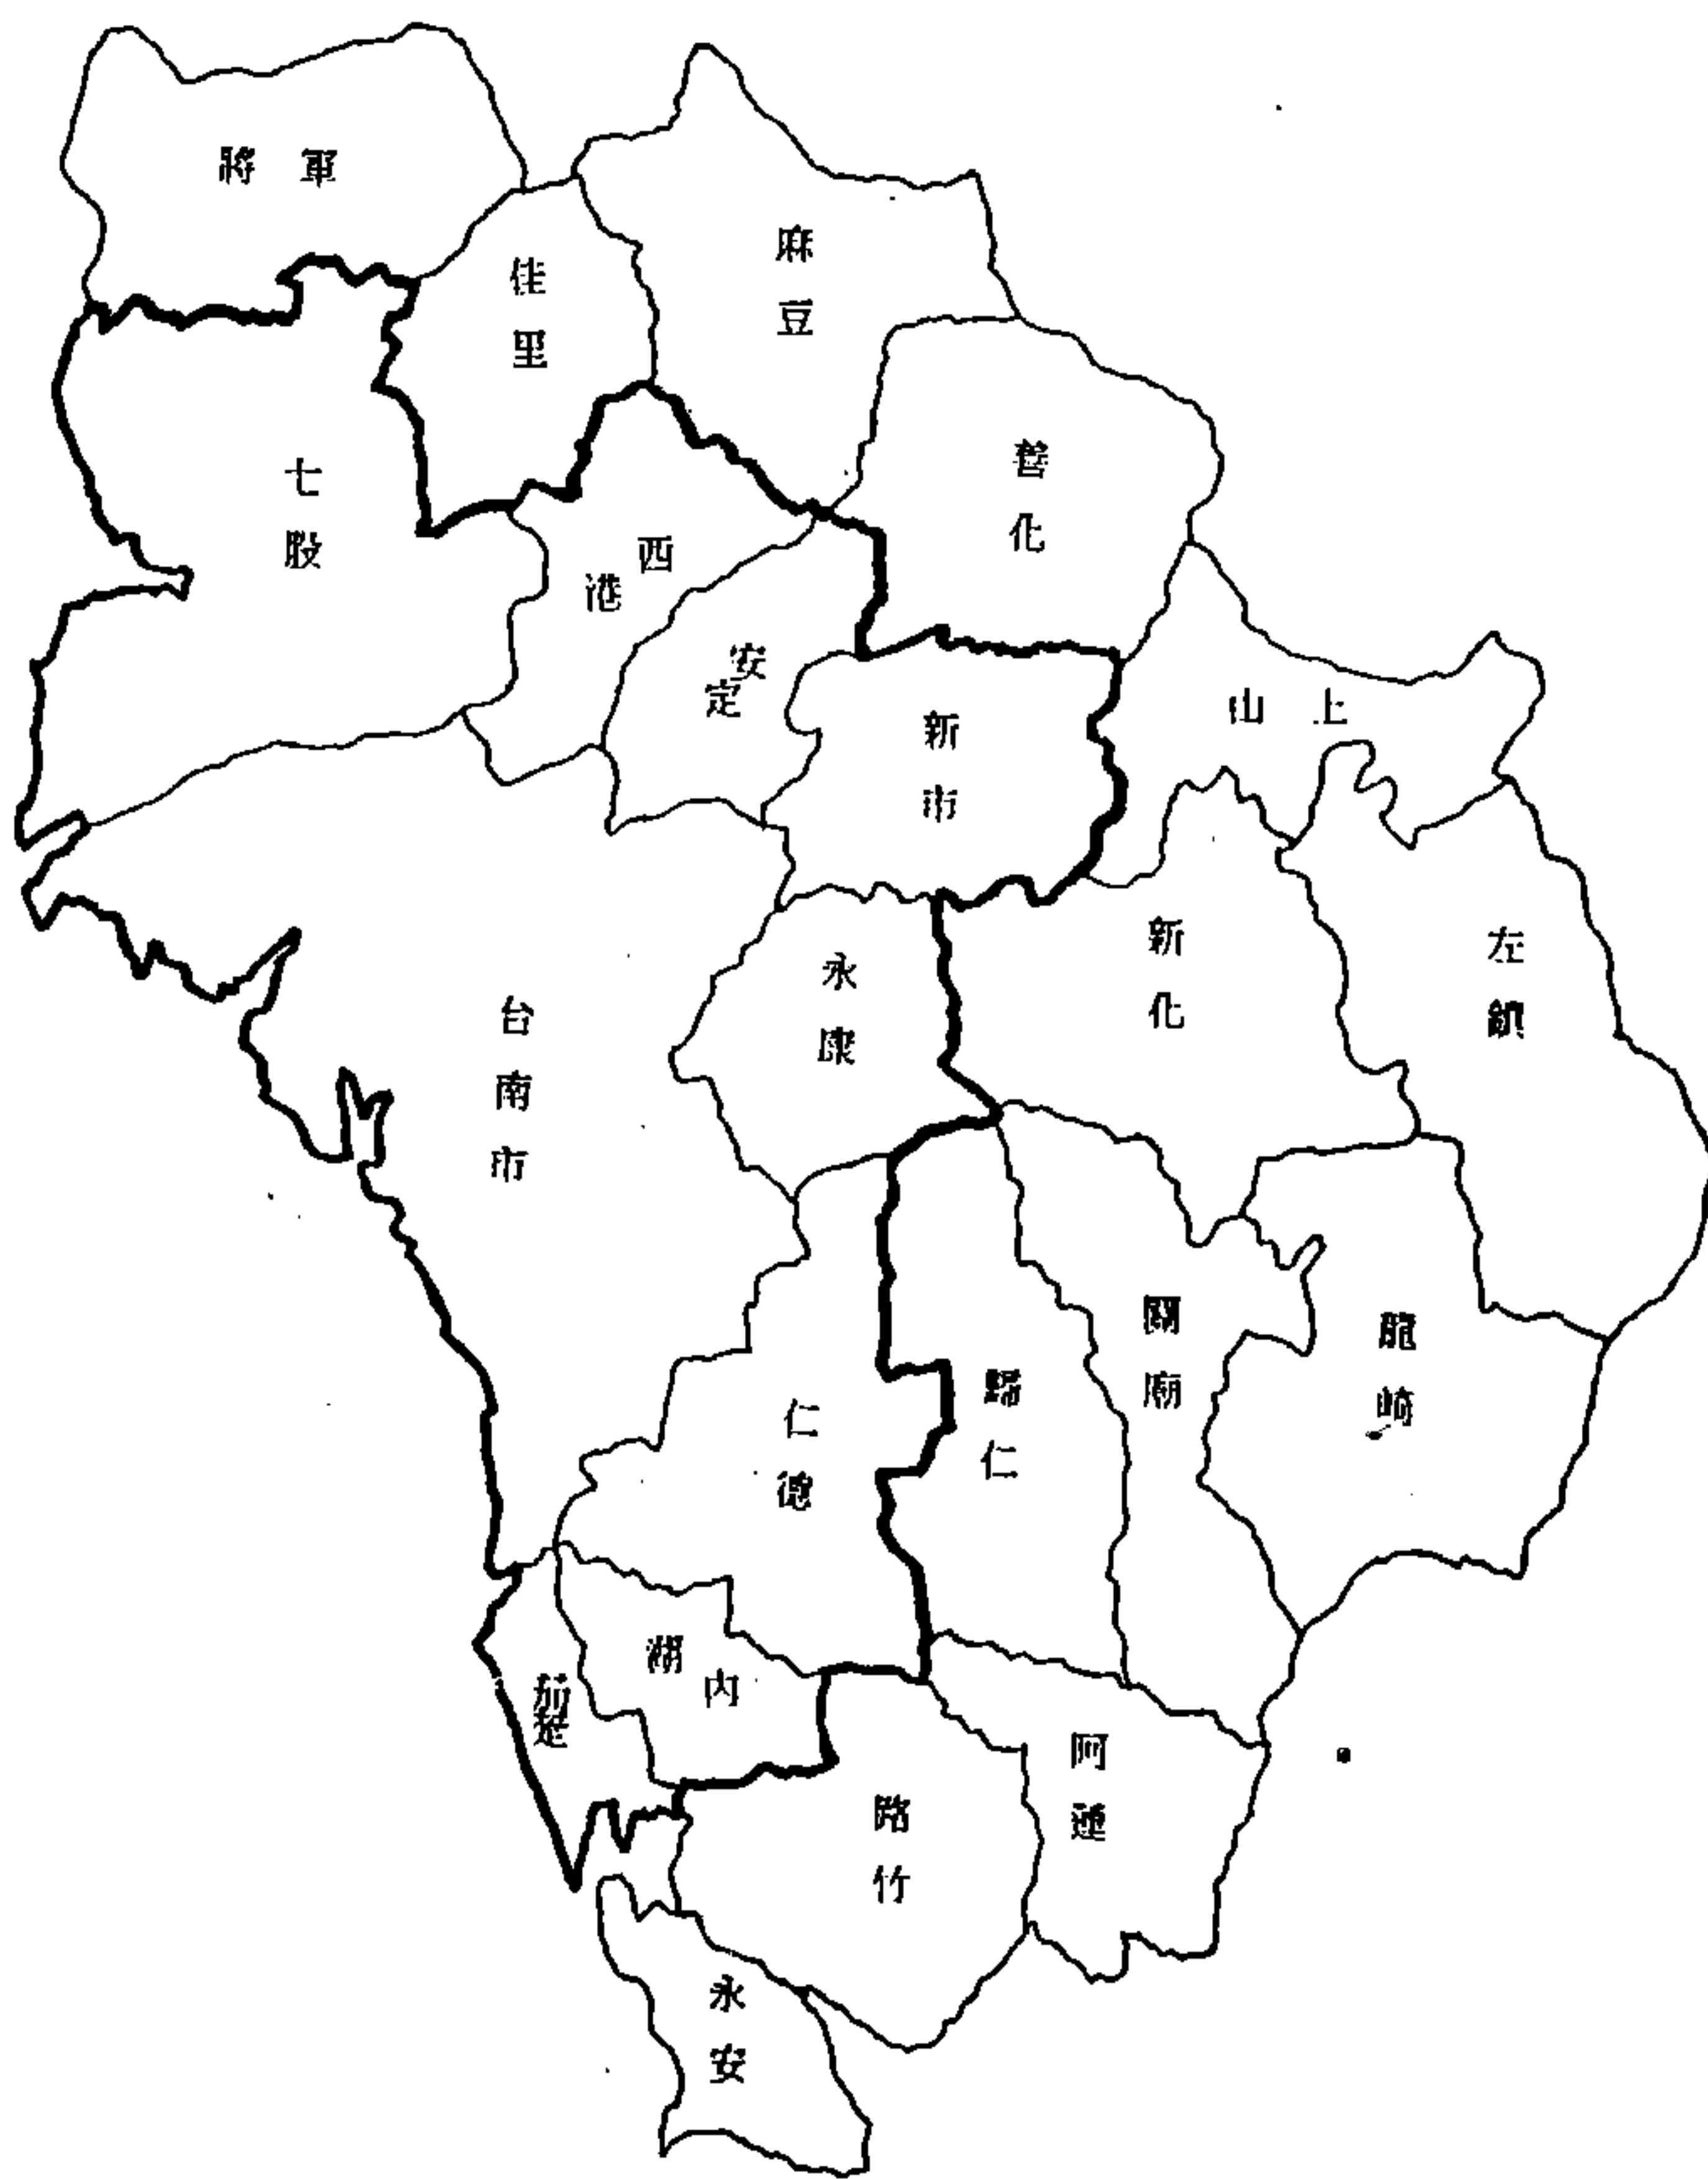 將軍
佳里
麻豆
七股
西港
善化
安定
新市
山上
台南市
永康
新化
左鎮
仁德
歸仁
關廟
龍崎
茄萣
湖內
路竹
阿蓮
永安